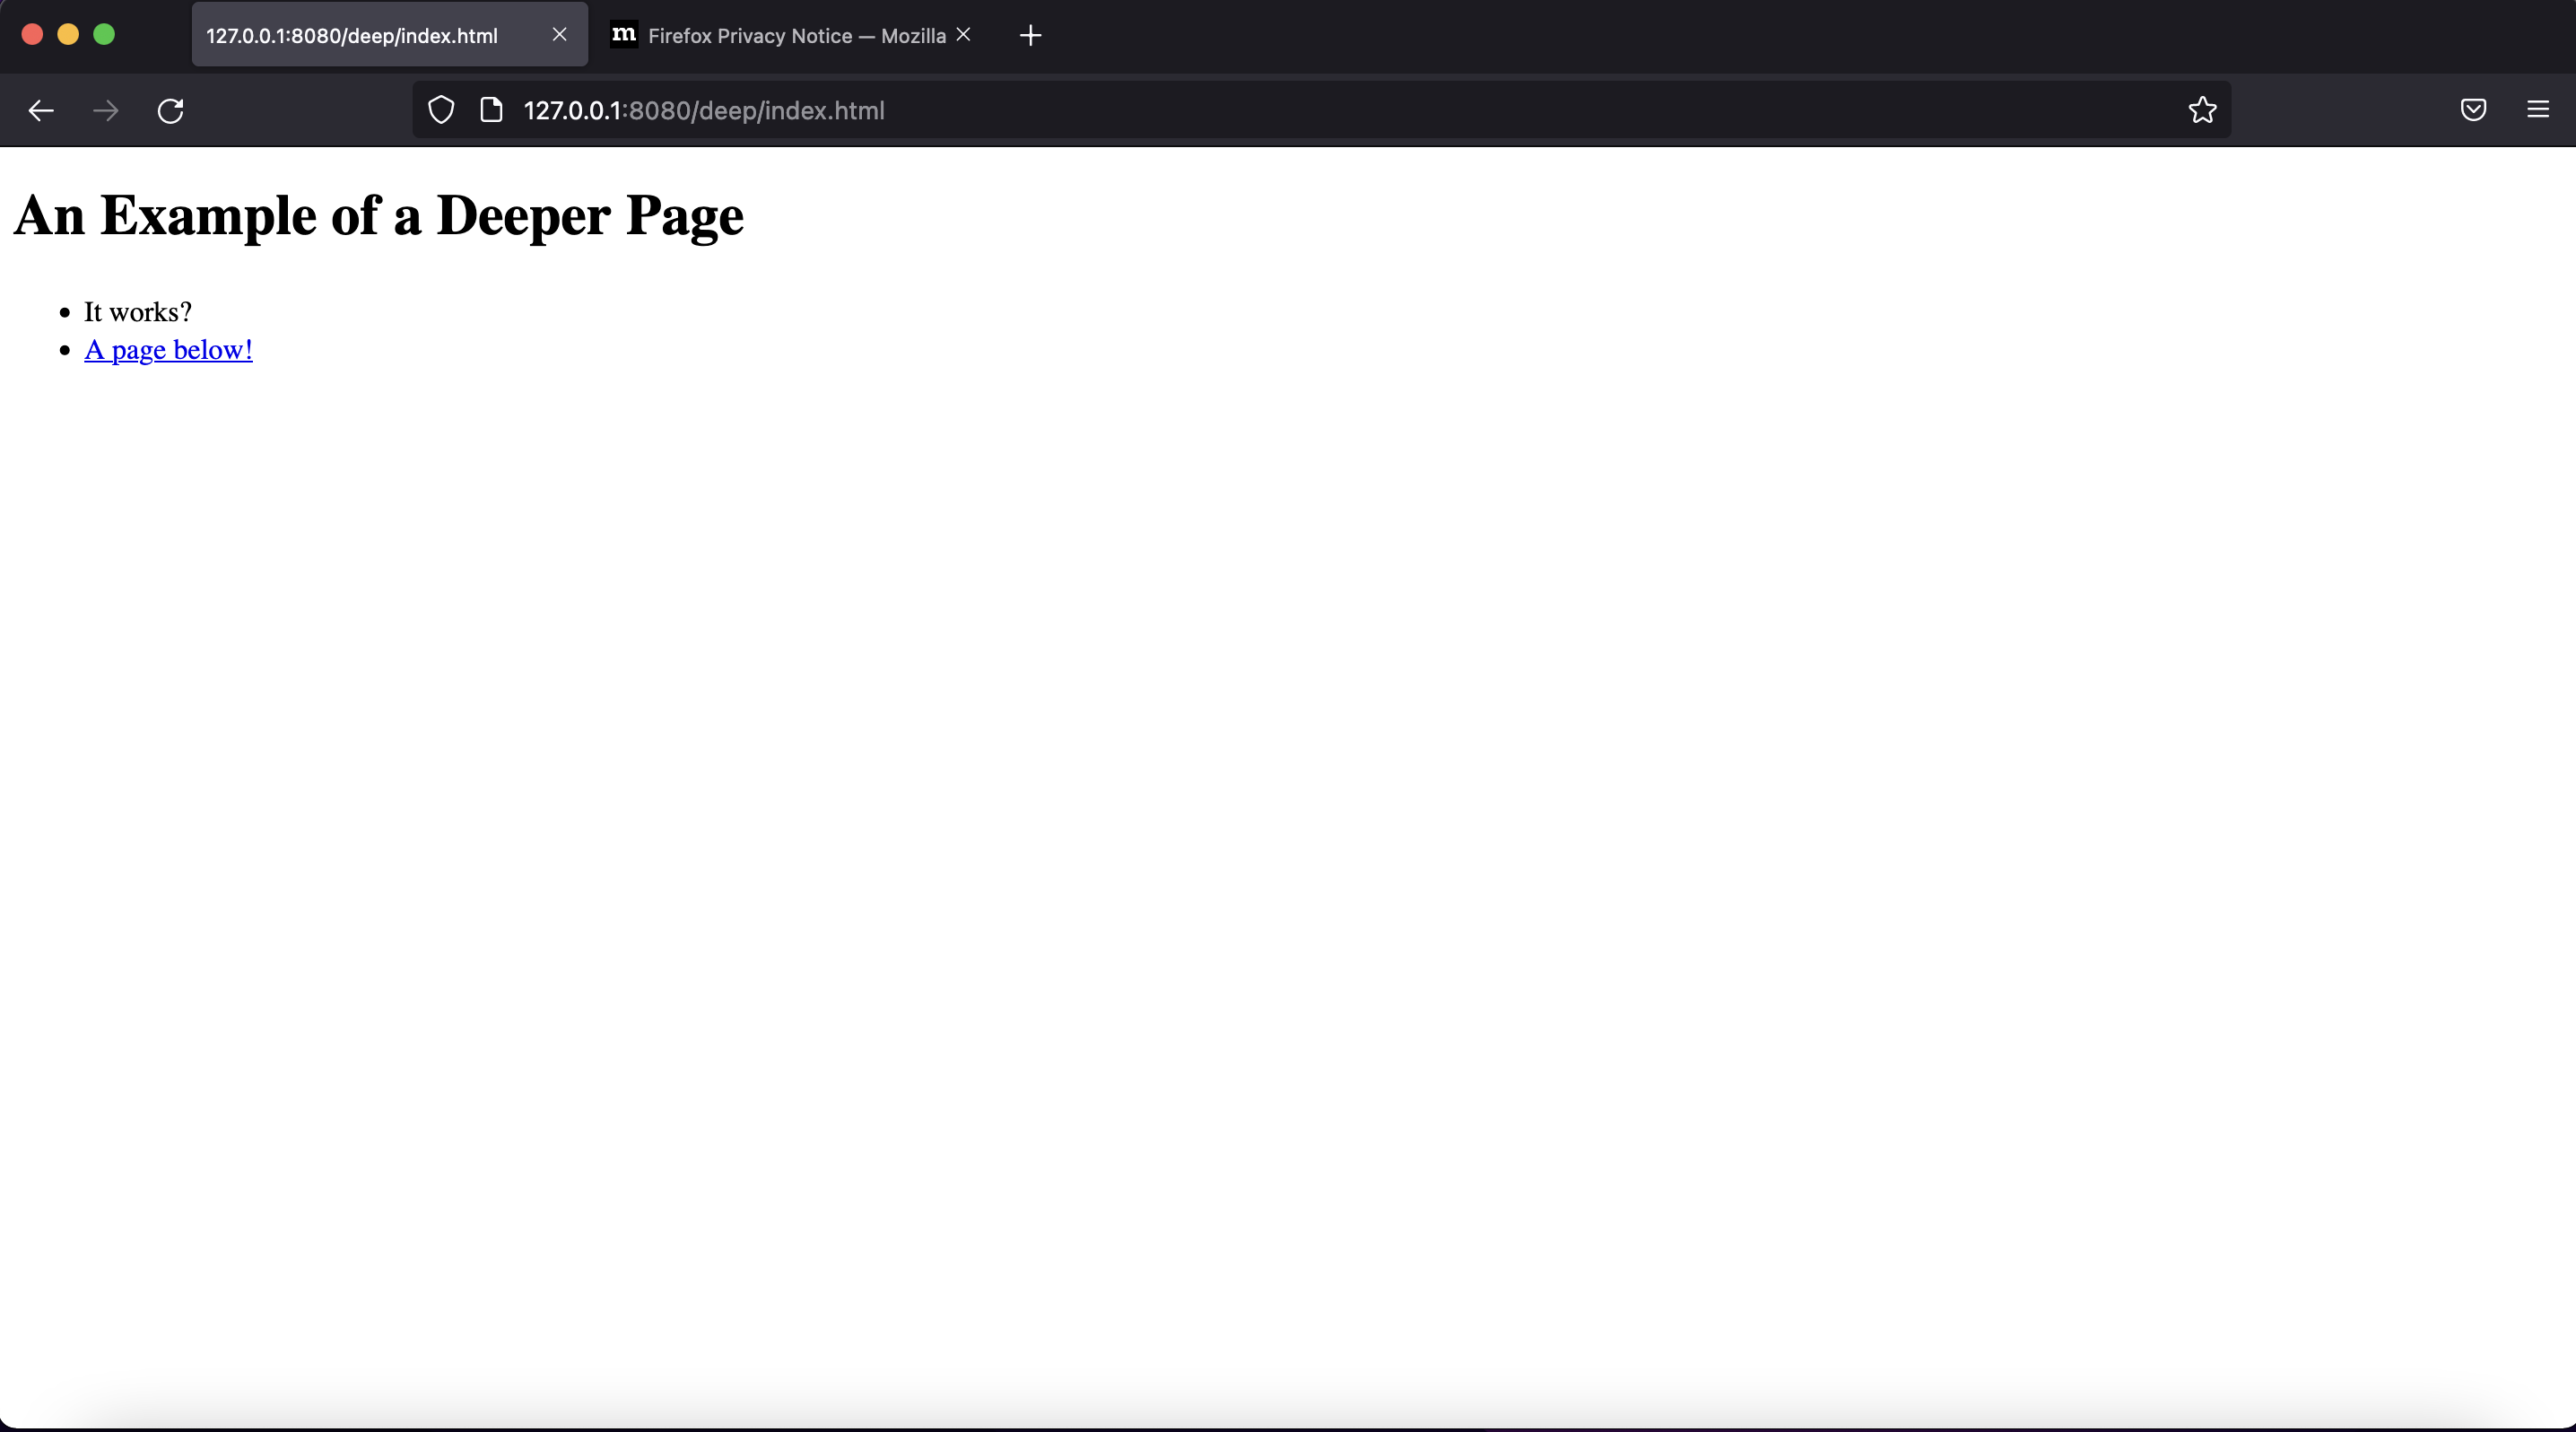 127.0.0.1:8080/deep/index.html
m Firefox Privacy Notice — Mozilla
127.0.0.1:8080/deep/index.html
An Example of a Deeper Page
It works?
A page below!